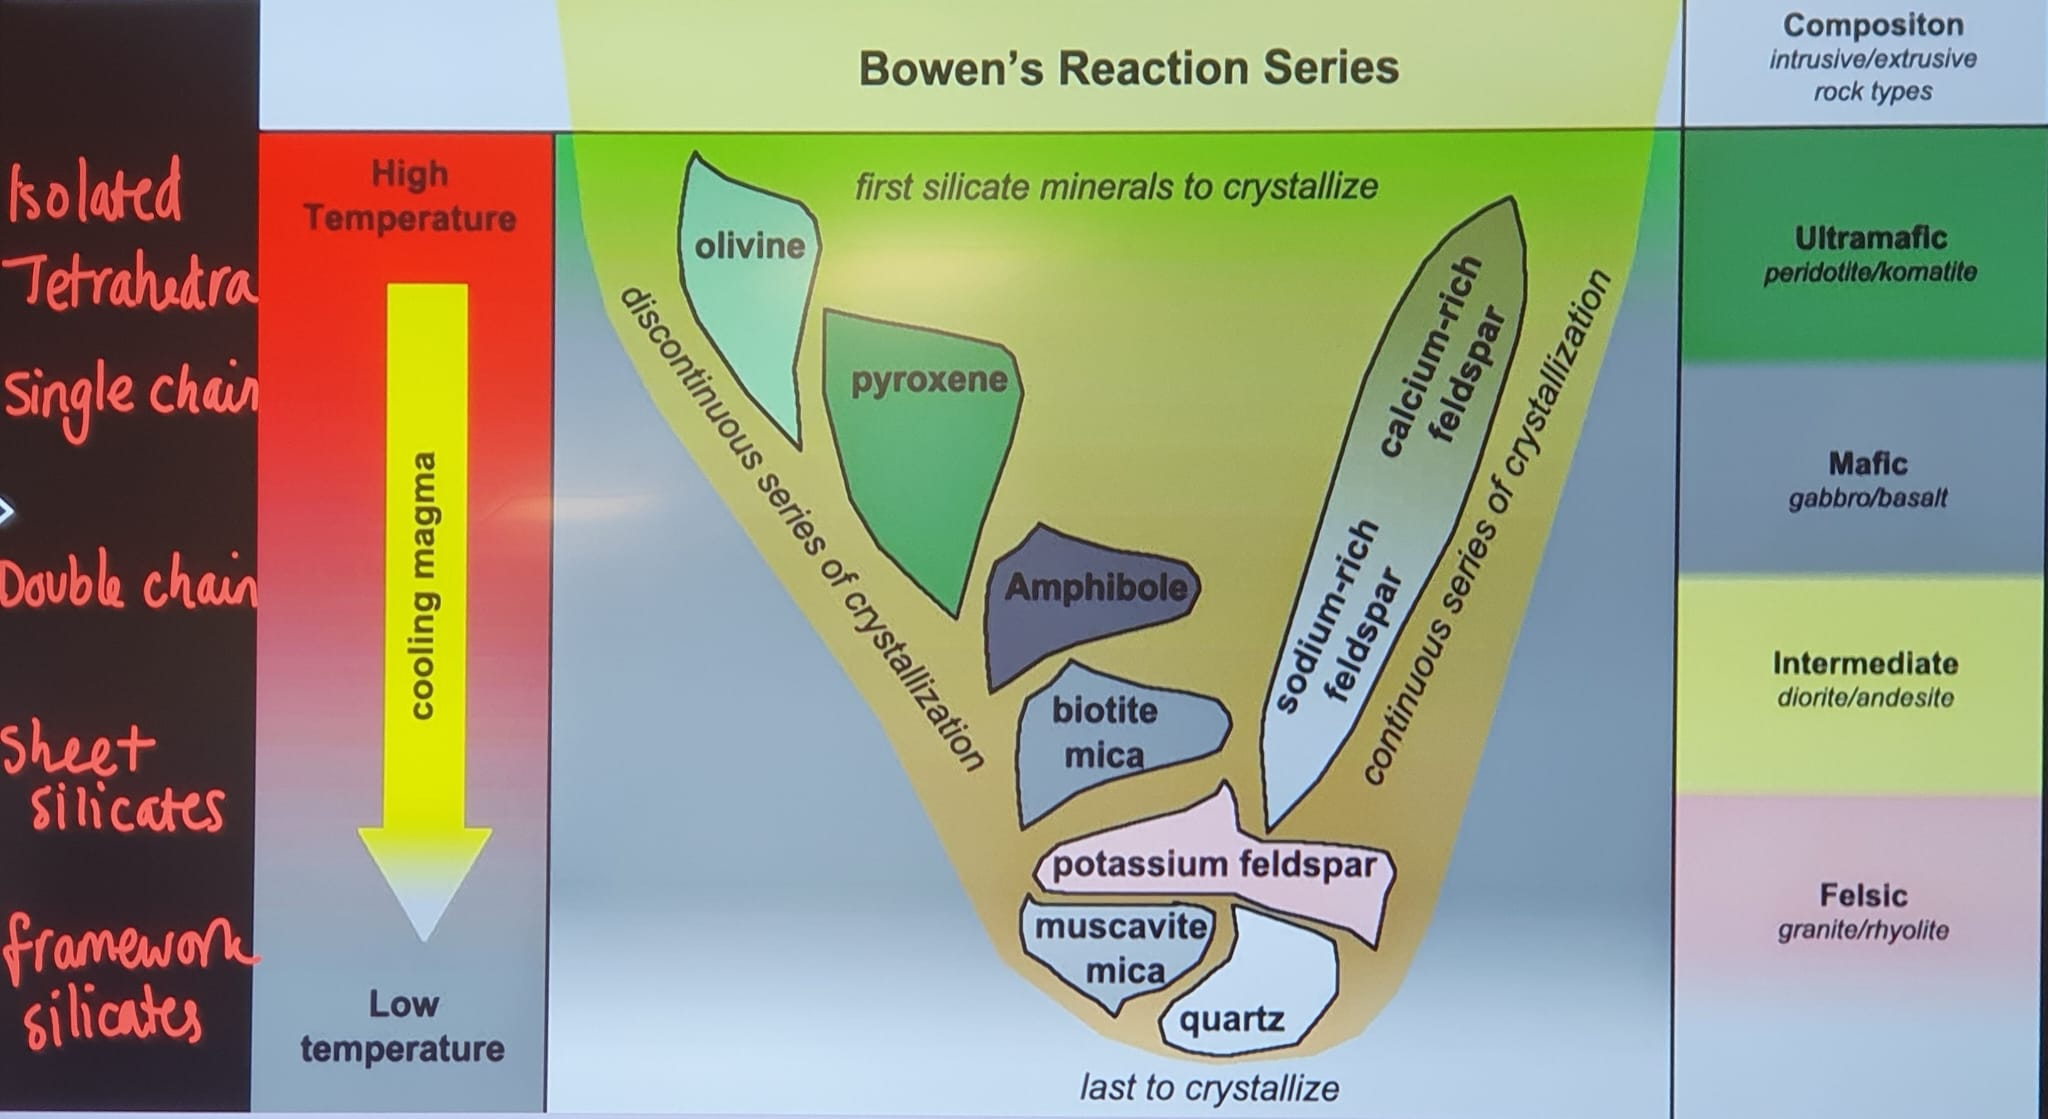 Bowen's Reaction Series
Compositon
intrusive/extrusive
rock types
Isolated
Tetrahedra
Single chain
Double chain
Sheet
silicates
framework
silicates
High
Temperature
cooling magma
Low
temperature
first silicate minerals to crystallize
olivine
pyroxene
Amphibole
biotite
mica
potassium feldspar
muscavite
mica
quartz
discontinuous series of crystallization
calcium-rich
feldspar
sodium-rich
feldspar
continuous series of crystallization
last to crystallize
Ultramafic
peridotite/komatite
Mafic
gabbro/basalt
Intermediate
diorite/andesite
Felsic
granite/rhyolite